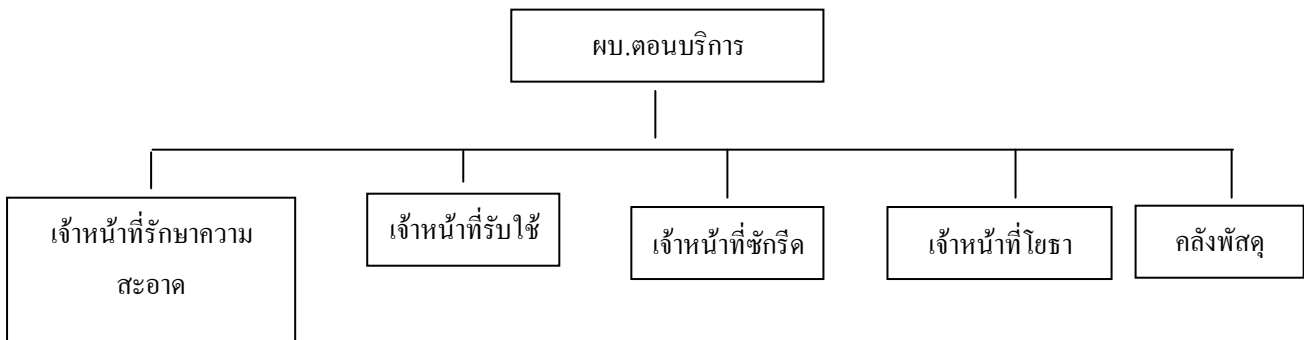 ผบ.ตอนบริการ
เจ้าหน้าที่รักษาความ
สะอาด
เจ้าหน้าที่รับใช้
เจ้าหน้าที่ซักรีด
เจ้าหน้าที่โยธา
คลังพัสดุ